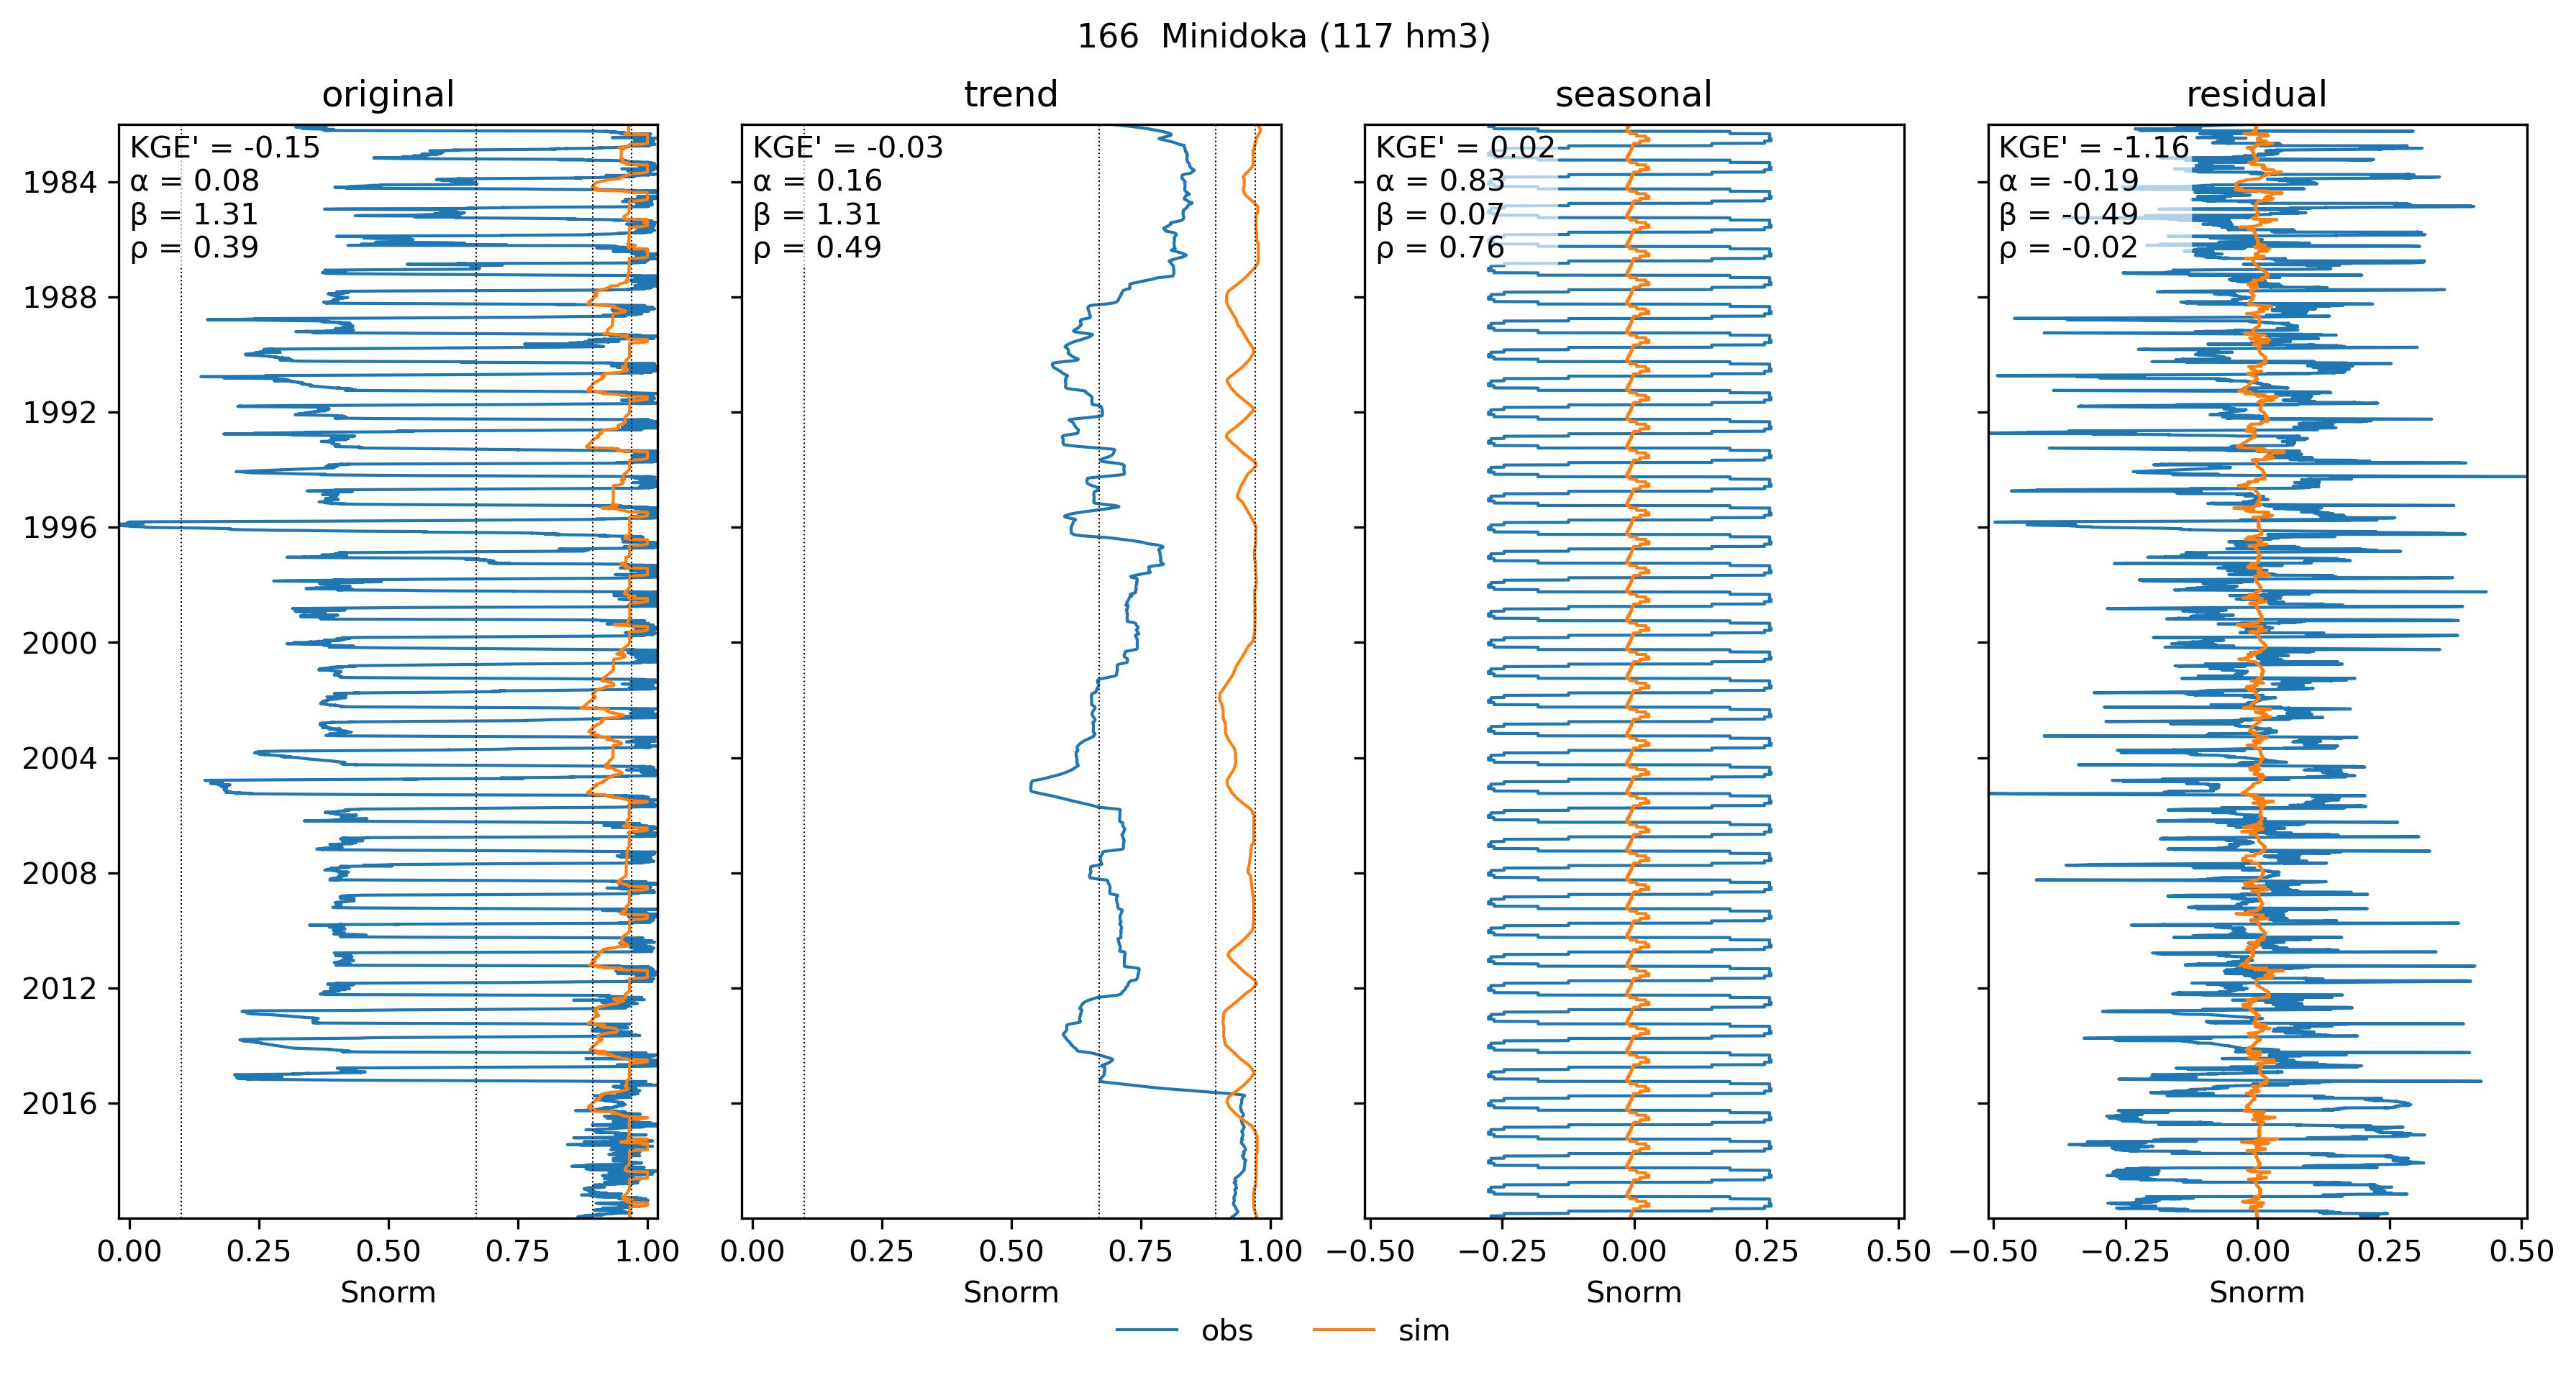 166  Minidoka (117 hm3)
original
trend
seasonal
residual
KGE' = -0.15
α = 0.08
β = 1.31
ρ = 0.39
KGE' = -0.03
α = 0.16
β = 1.31
ρ = 0.49
KGE' = 0.02
α = 0.83
β = 0.07
ρ = 0.76
KGE' = -1.16
α = -0.19
β = -0.49
ρ = -0.02
1984
1988
1992
1996
2000
2004
2008
2012
2016
0.00 0.25 0.50 0.75 1.00
0.00 0.25 0.50 0.75 1.00
−0.50 −0.25 0.00 0.25 0.50
−0.50 −0.25 0.00 0.25 0.50
Snorm
Snorm
Snorm
Snorm
obs
sim